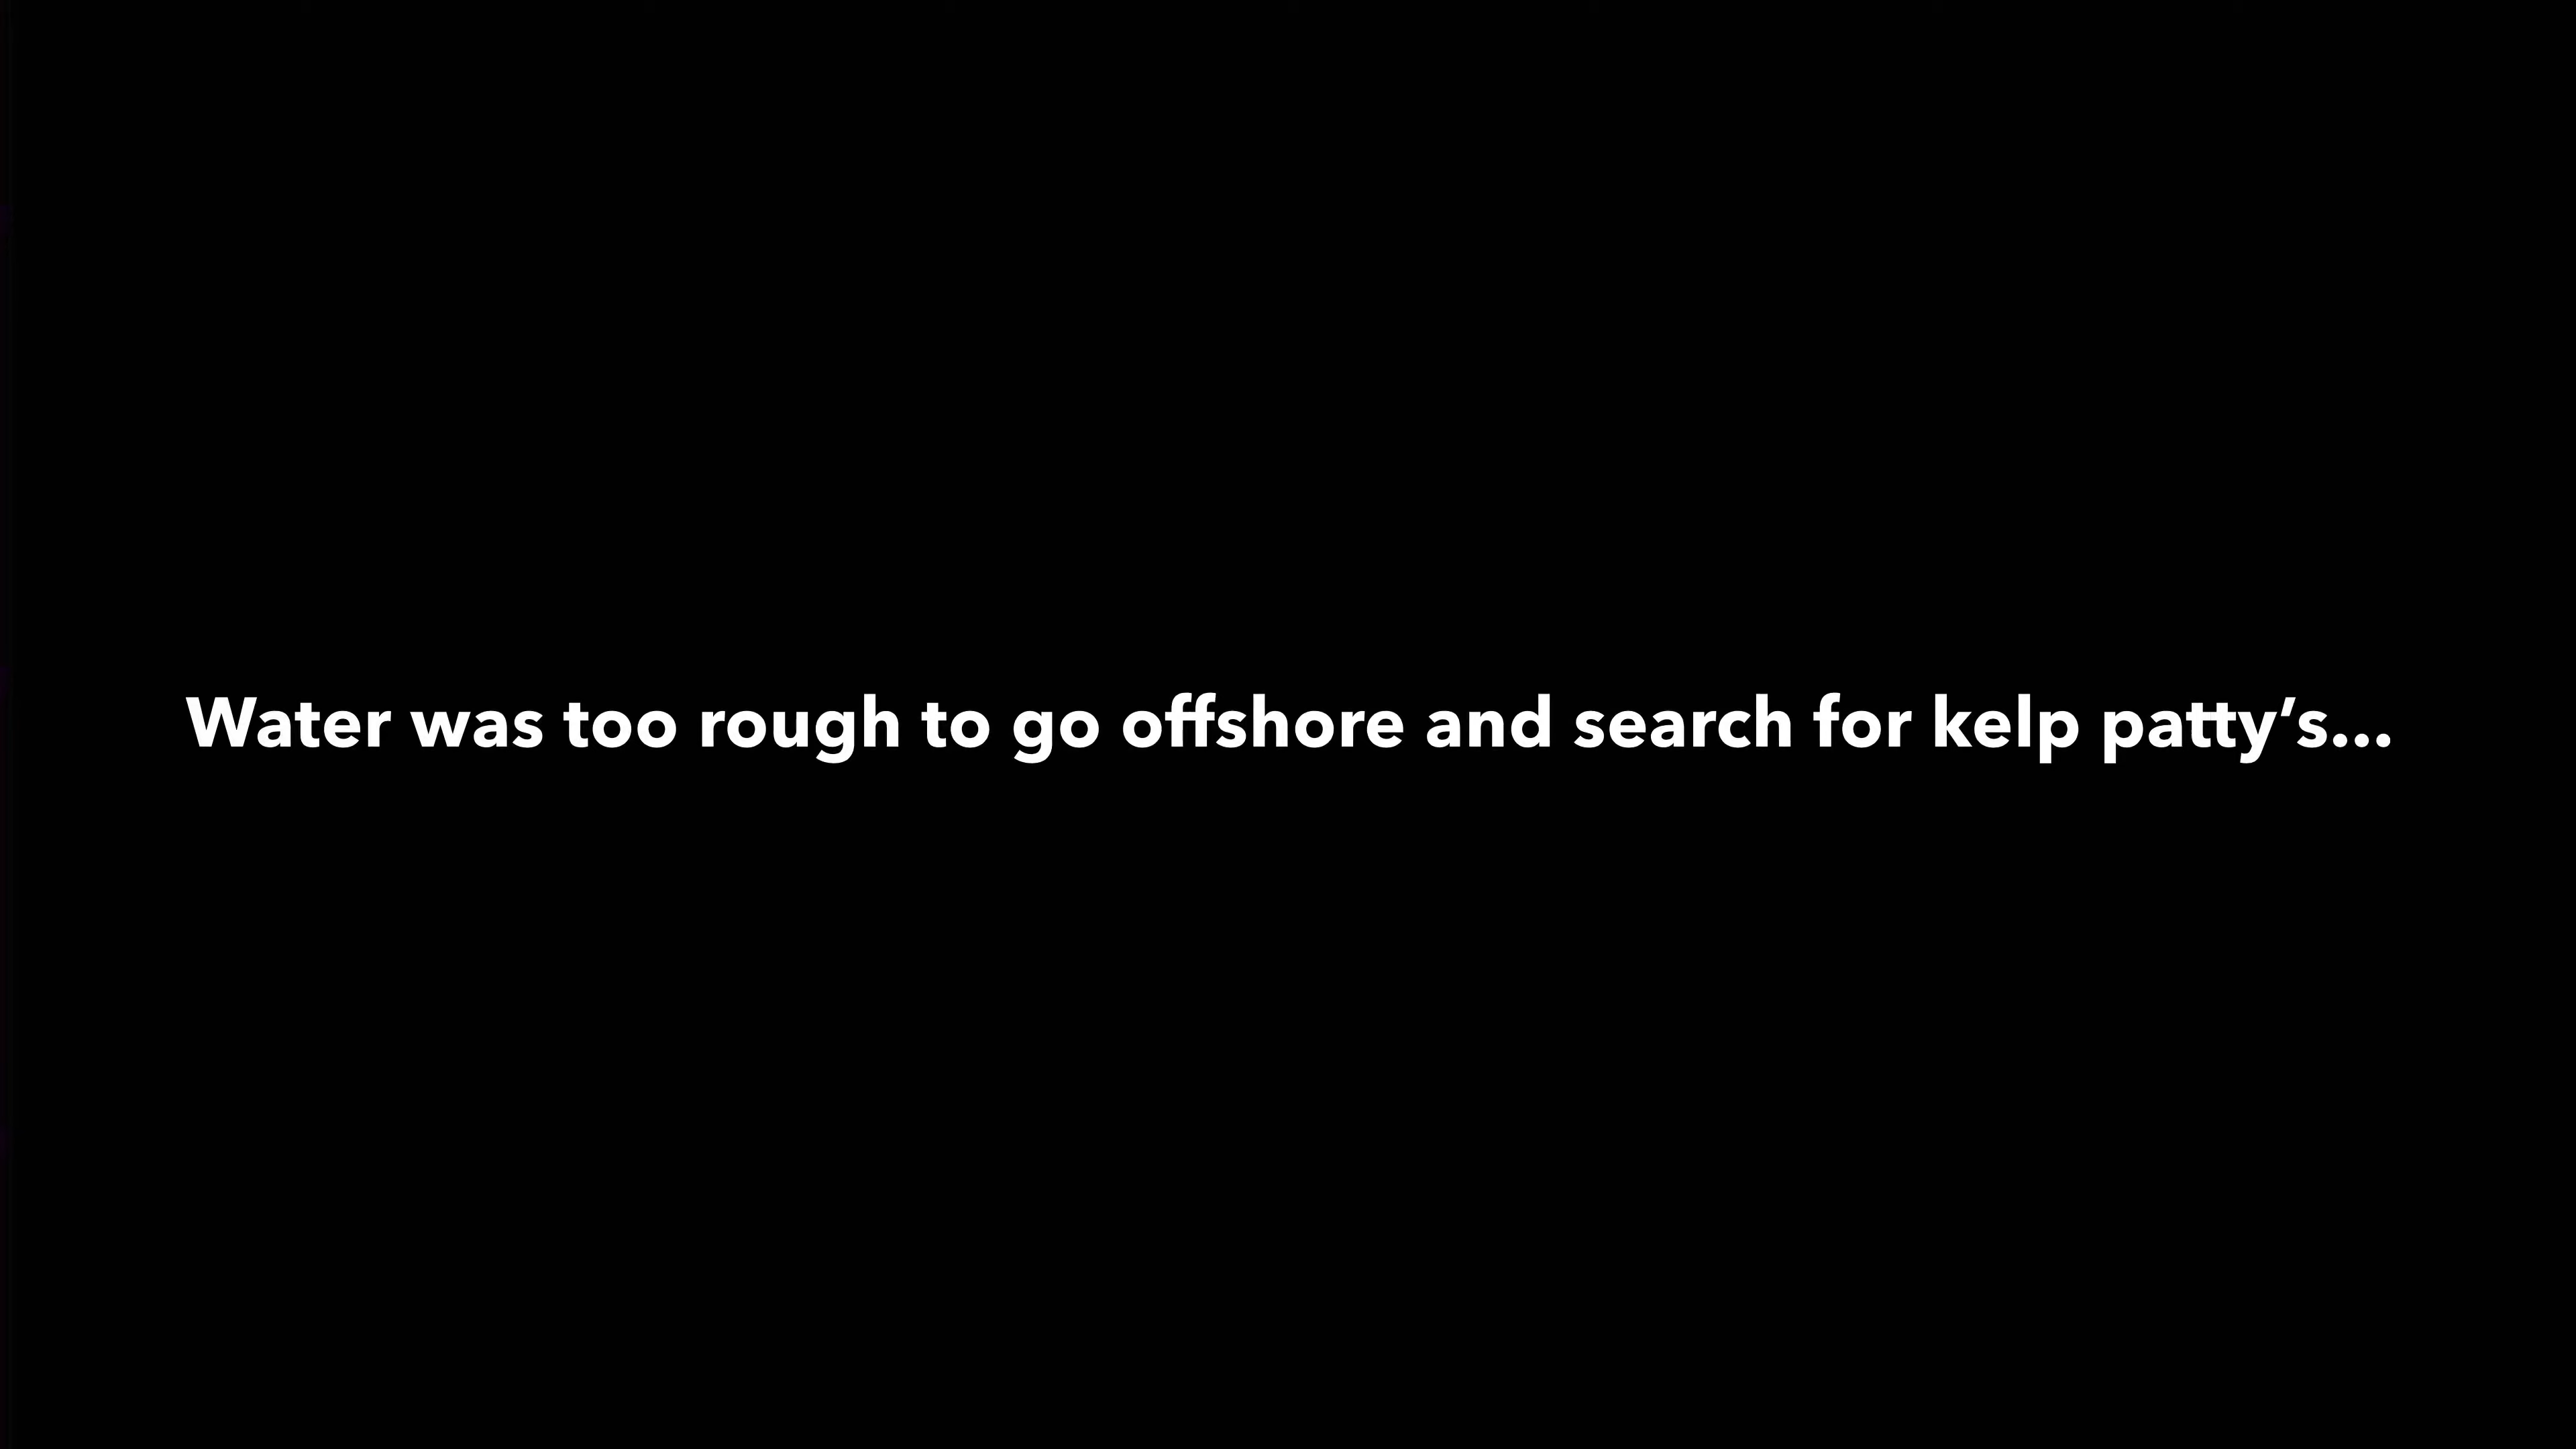 Water was too rough to go offshore and search for kelp patty’s...